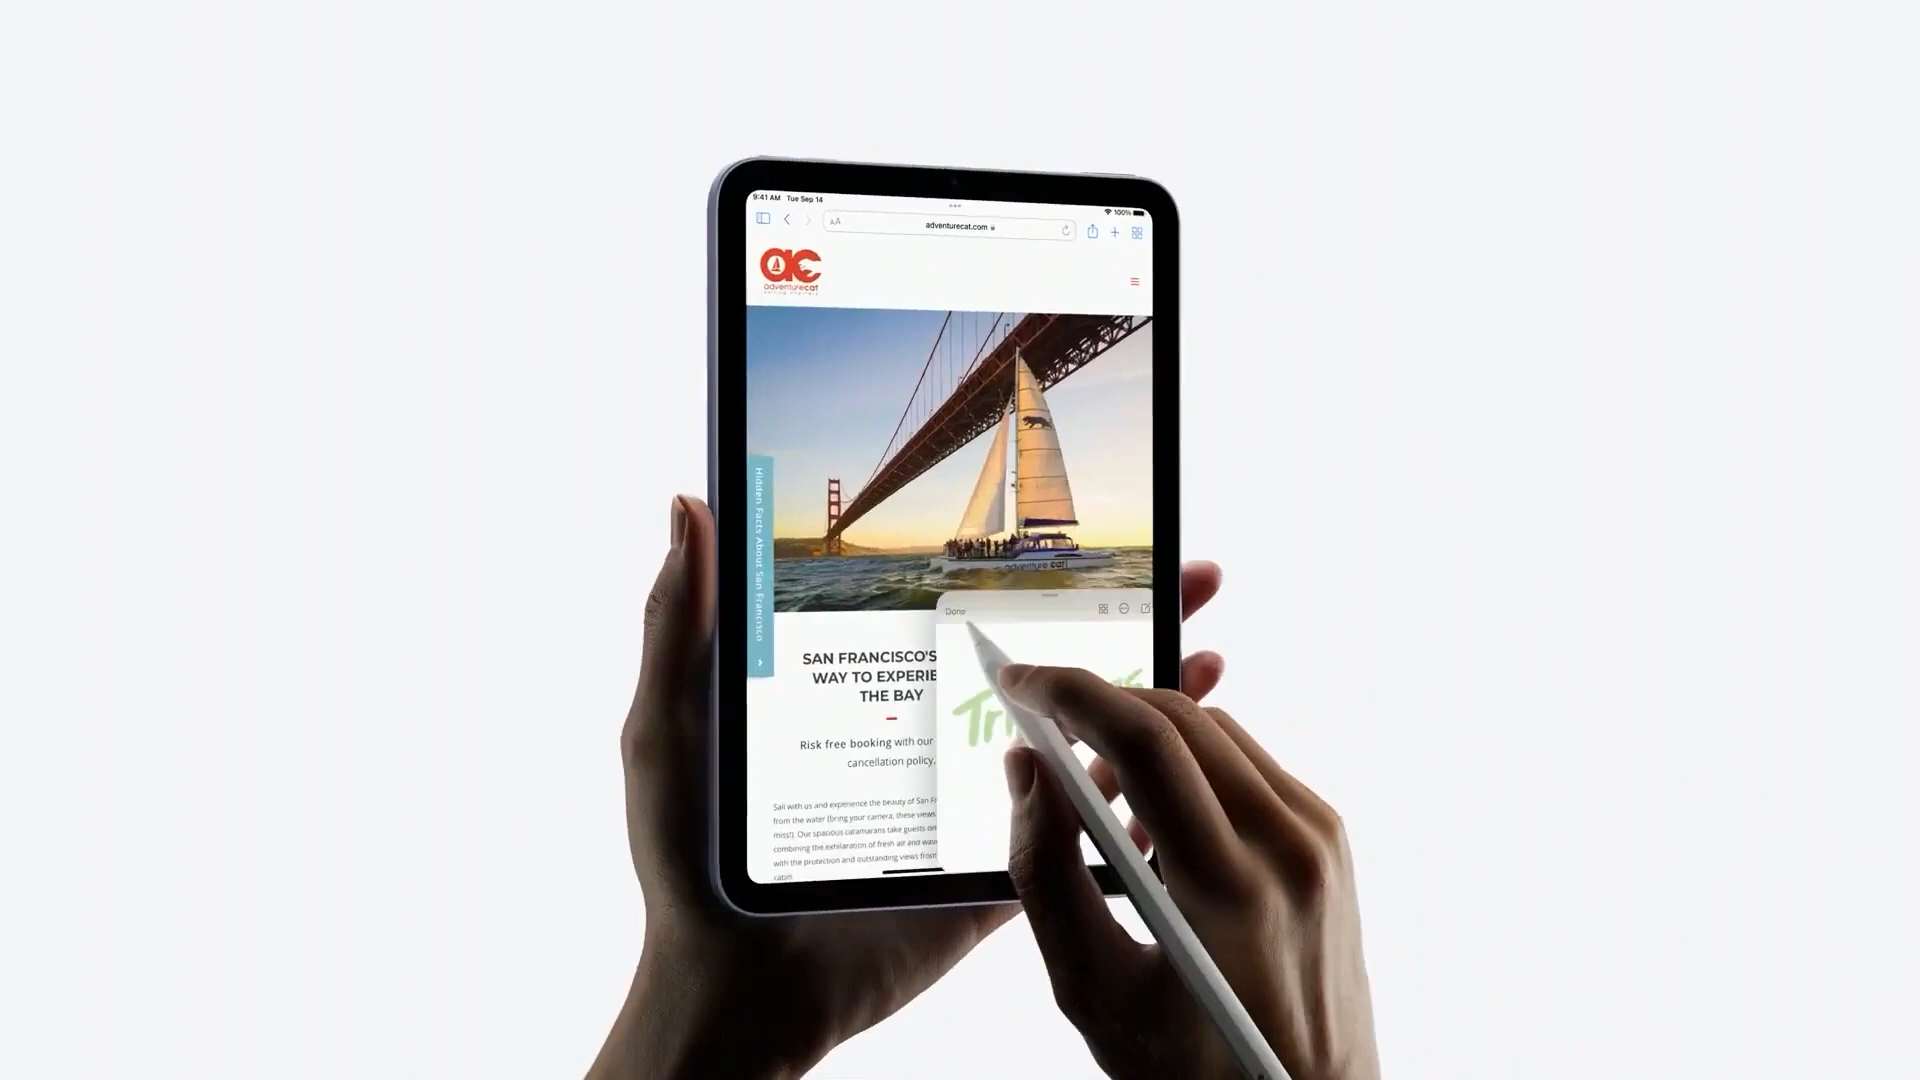 9:41 AM Tue Sep 14
100%
AA
adventurecat.com
ac
adventurecat
Hidden Facts About San Francisco
adventure cat
Done
SAN FRANCISCO'S
WAY TO EXPERIE
THE BAY
Risk free booking with our
cancellation policy.
Sail with us and experience the beauty of San Fr
from the water (bring your camera, these views
miss!). Our spacious catamarans take guests on
combining the exhilaration of fresh air and wave
with the protection and outstanding views from
cabin.